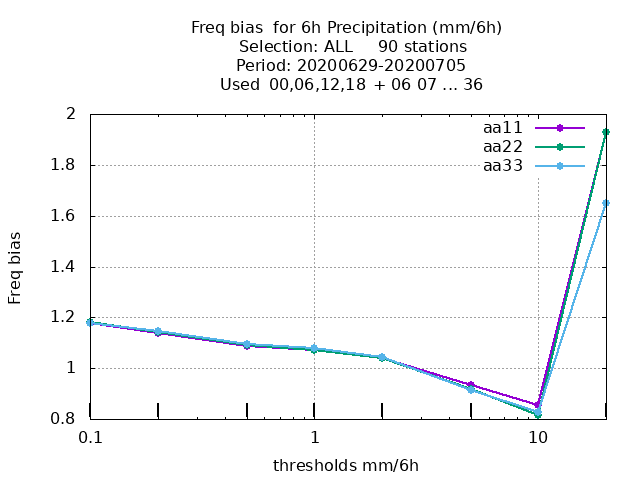 Freq bias  for 6h Precipitation (mm/6h)
Selection: ALL     90 stations
Period: 20200629-20200705
Used  00,06,12,18  + 06 07 ... 36
aa11
aa22
aa33
2
1.8
1.6
1.4
1.2
1
0.8
Freq bias
0.1
1
10
thresholds mm/6h